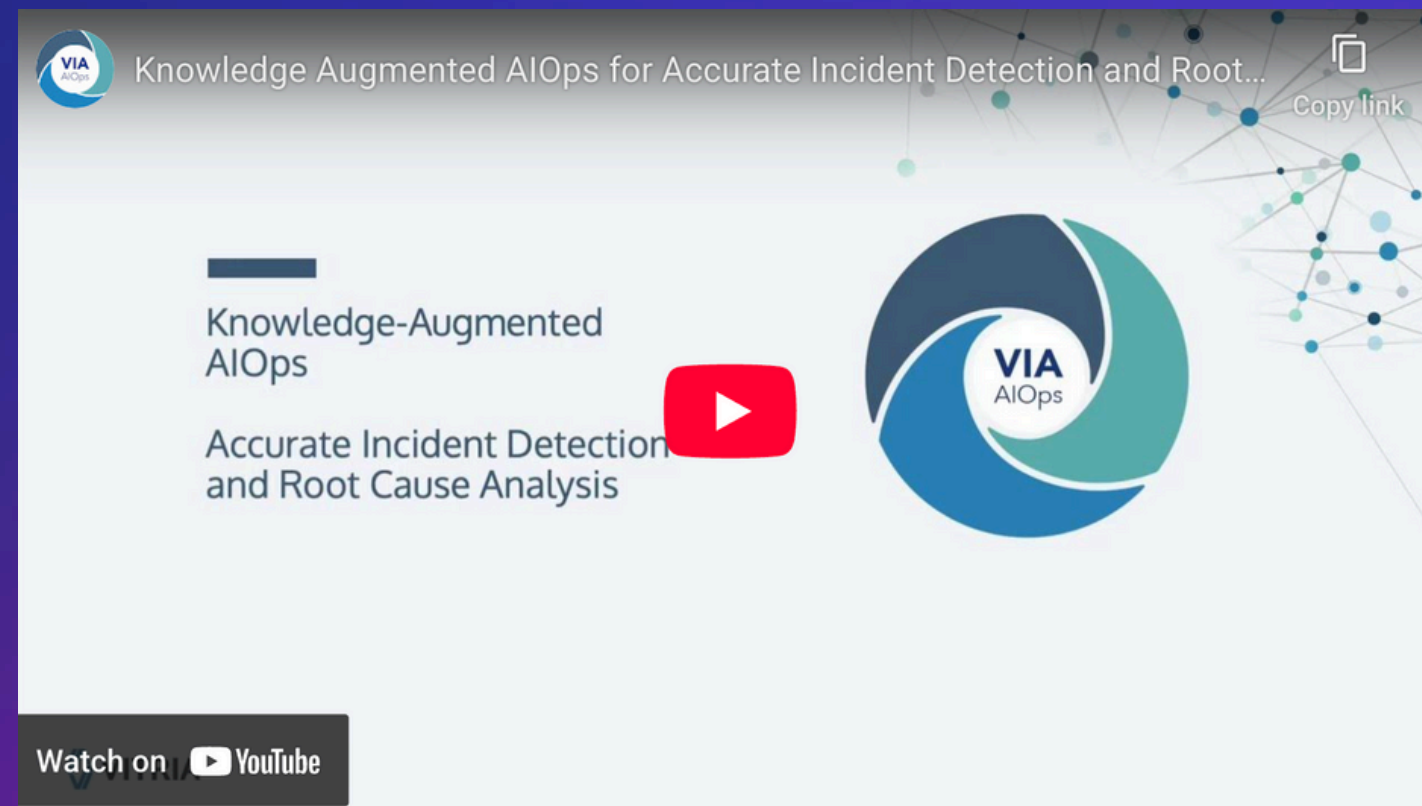 VIA
AIOps
Knowledge Augmented AIOps for Accurate Incident Detection and Root...
Copy link
Knowledge-Augmented
AIOps
Accurate Incident Detection
and Root Cause Analysis
VIA
AIOps
Watch on YouTube